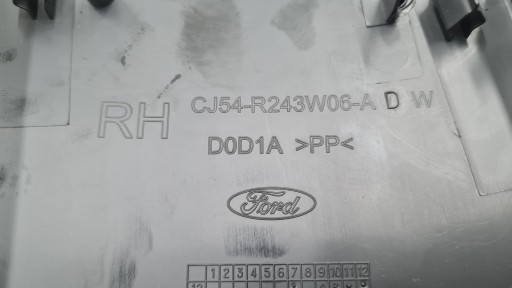 RH CJ54-R243W06-A D W
D0D1A >PP<
Ford
1 2 3 4 5 6 7 8 9 10 11 12